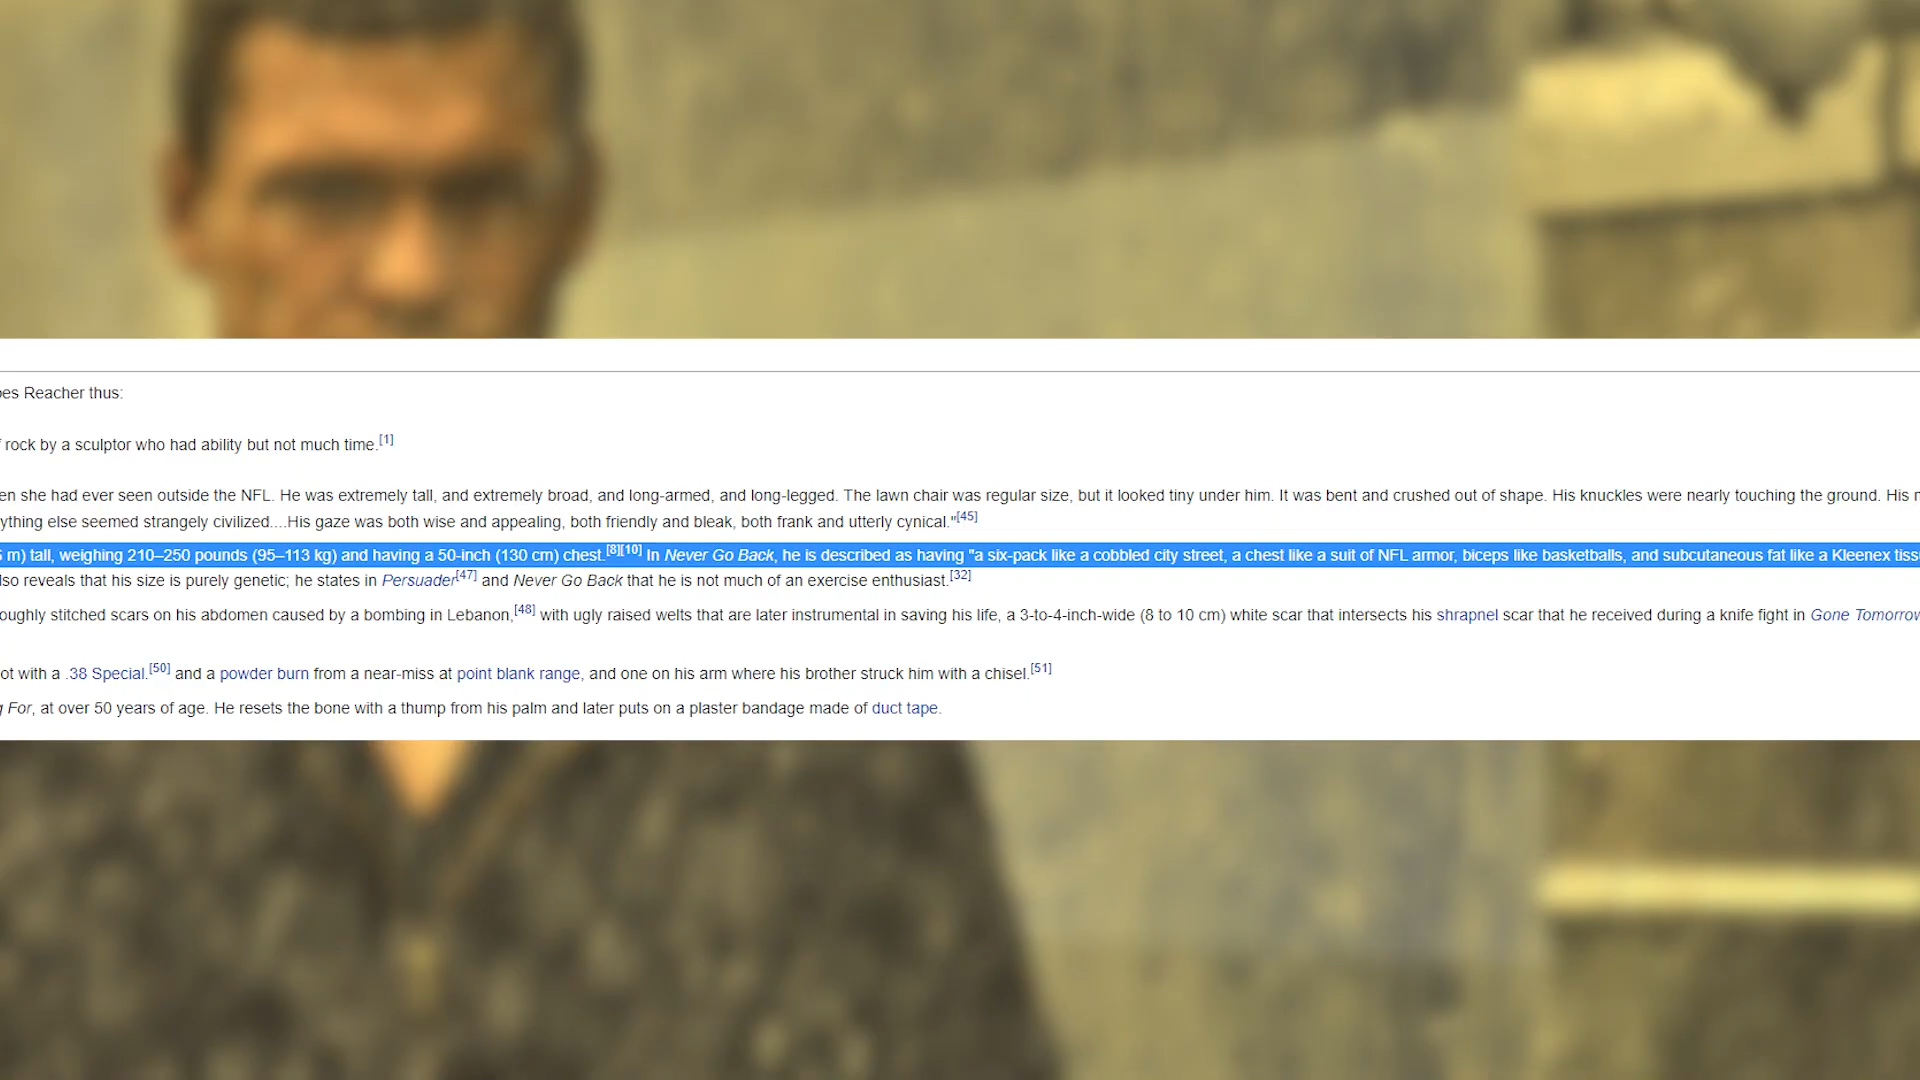 oes Reacher thus:
rock by a sculptor who had ability but not much time.[1]
en she had ever seen outside the NFL. He was extremely tall, and extremely broad, and long-armed, and long-legged. The lawn chair was regular size, but it looked tiny under him. It was bent and crushed out of shape. His knuckles were nearly touching the ground. His n
ything else seemed strangely civilized....His gaze was both wise and appealing, both friendly and bleak, both frank and utterly cynical."[45]
m) tall, weighing 210–250 pounds (95–113 kg) and having a 50-inch (130 cm) chest.[8][10] In Never Go Back, he is described as having "a six-pack like a cobbled city street, a chest like a suit of NFL armor, biceps like basketballs, and subcutaneous fat like a Kleenex tiss
lso reveals that his size is purely genetic; he states in Persuader[47] and Never Go Back that he is not much of an exercise enthusiast.[32]
oughly stitched scars on his abdomen caused by a bombing in Lebanon,[48] with ugly raised welts that are later instrumental in saving his life, a 3-to-4-inch-wide (8 to 10 cm) white scar that intersects his shrapnel scar that he received during a knife fight in Gone Tomorrow
ot with a .38 Special.[50] and a powder burn from a near-miss at point blank range, and one on his arm where his brother struck him with a chisel.[51]
g For, at over 50 years of age. He resets the bone with a thump from his palm and later puts on a plaster bandage made of duct tape.